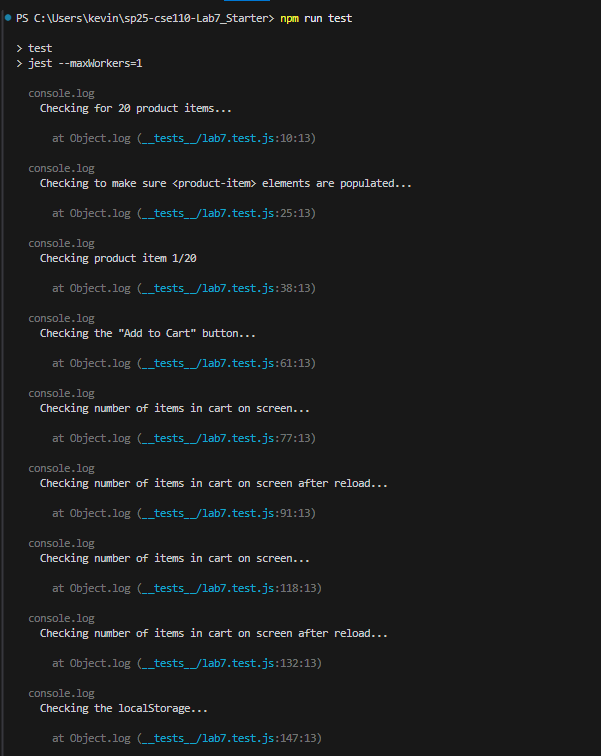 PS C:\Users\kevin\sp25-cse110-Lab7_Starter> npm run test
> test
> jest --maxWorkers=1
console.log
Checking for 20 product items...
at Object.log (__tests__/lab7.test.js:10:13)
console.log
Checking to make sure <product-item> elements are populated...
at Object.log (__tests__/lab7.test.js:25:13)
console.log
Checking product item 1/20
at Object.log (__tests__/lab7.test.js:38:13)
console.log
Checking the "Add to Cart" button...
at Object.log (__tests__/lab7.test.js:61:13)
console.log
Checking number of items in cart on screen...
at Object.log (__tests__/lab7.test.js:77:13)
console.log
Checking number of items in cart on screen after reload...
at Object.log (__tests__/lab7.test.js:91:13)
console.log
Checking number of items in cart on screen...
at Object.log (__tests__/lab7.test.js:118:13)
console.log
Checking number of items in cart on screen after reload...
at Object.log (__tests__/lab7.test.js:132:13)
console.log
Checking the localStorage...
at Object.log (__tests__/lab7.test.js:147:13)